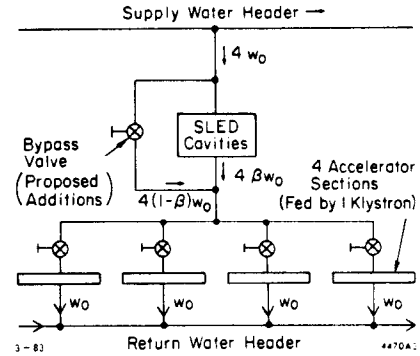 Supply Water Header →
↓ 4 w₀
SLED
Cavities
Bypass
Valve
(Proposed
Additions)
↓ 4 βw₀
→
4(1-β)w₀
4 Accelerator
Sections
(Fed by 1 Klystron)
w₀ w₀ w₀ w₀
3-83 Return Water Header